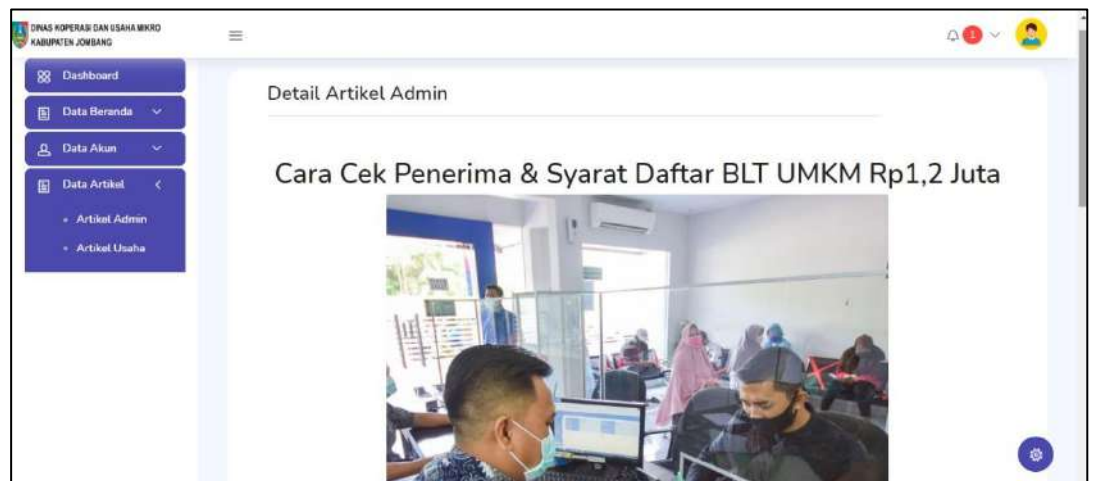 DINAS KOPERASI DAN USAHA MIKRO
KABUPATEN JOMBANG
1
Dashboard
Data Beranda
Data Akun
Data Artikel
Artikel Admin
Artikel Usaha
Detail Artikel Admin
Cara Cek Penerima & Syarat Daftar BLT UMKM Rp1,2 Juta